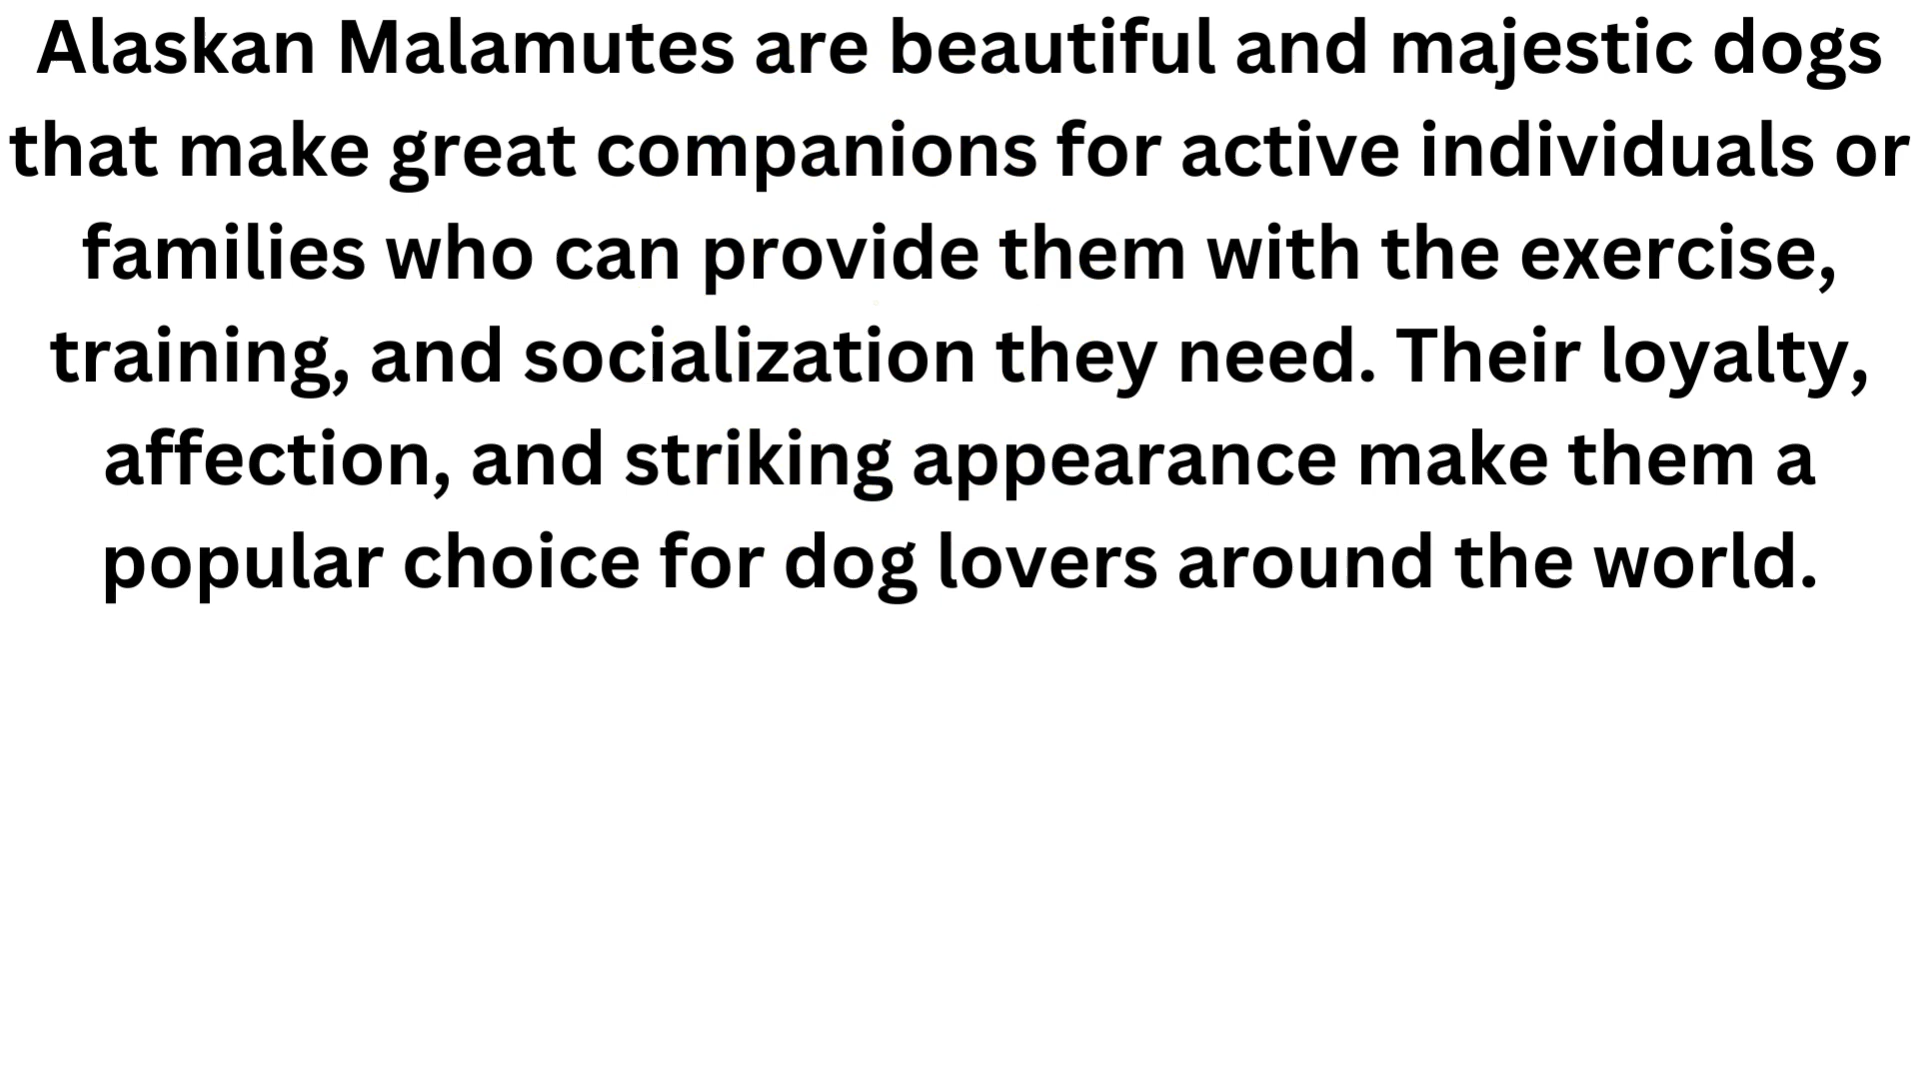 Alaskan Malamutes are beautiful and majestic dogs
that make great companions for active individuals or
families who can provide them with the exercise,
training, and socialization they need. Their loyalty,
affection, and striking appearance make them a
popular choice for dog lovers around the world.